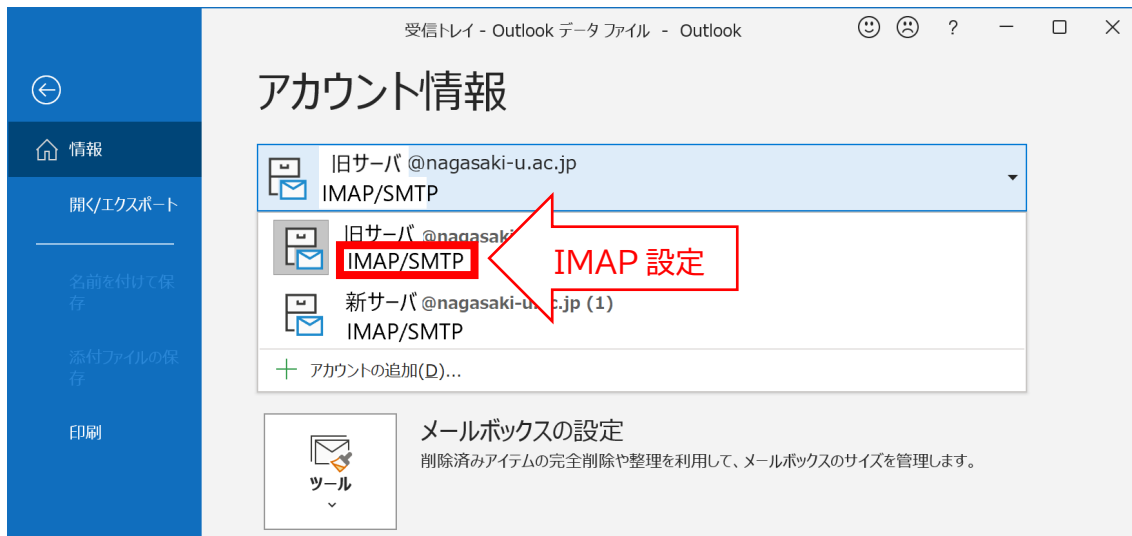 受信トレイ - Outlook データ ファイル - Outlook
?
アカウント情報
情報
開く/エクスポート
名前を付けて保
存
添付ファイルの保
存
印刷
旧サーバ @nagasaki-u.ac.jp
IMAP/SMTP
旧サーバ @nagasak
IMAP/SMTP
IMAP 設定
新サーバ @nagasaki-u. c.jp (1)
IMAP/SMTP
アカウントの追加(D)...
ツール
メールボックスの設定
削除済みアイテムの完全削除や整理を利用して、メールボックスのサイズを管理します。